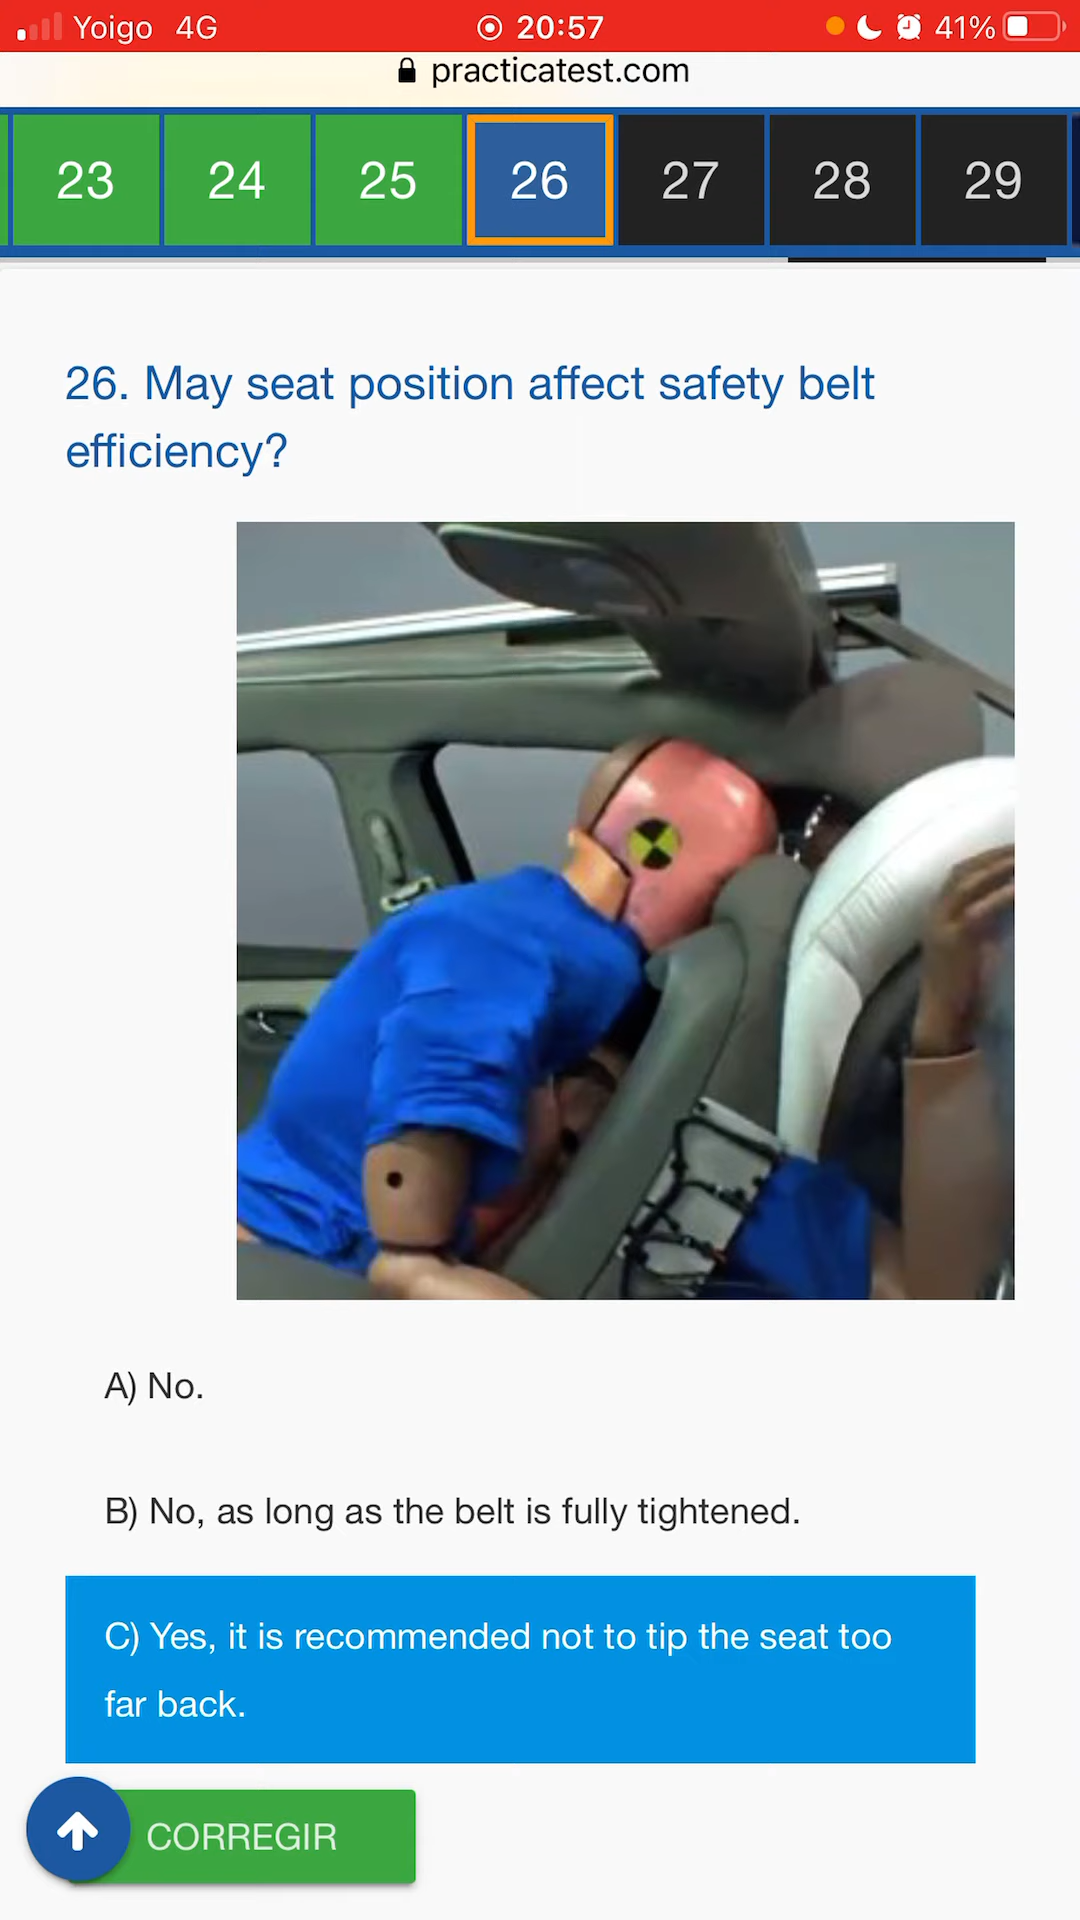 Yoigo 4G 20:57 41%
practicatest.com
23 24 25 26 27 28 29
26. May seat position affect safety belt
efficiency?
A) No.
B) No, as long as the belt is fully tightened.
C) Yes, it is recommended not to tip the seat too
far back.
CORREGIR